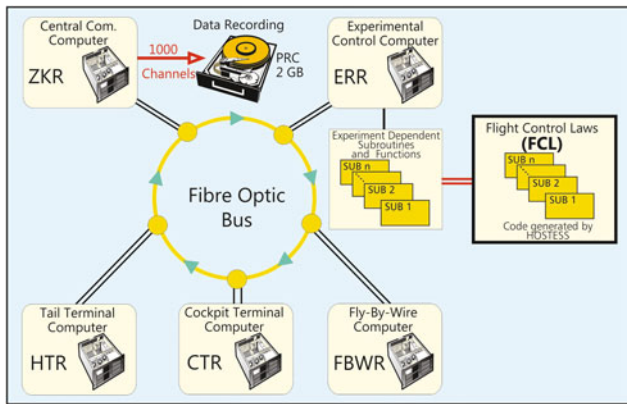 Central Com.
Computer
ZKR
1000
Channels
Data Recording
PRC
2 GB
Experimental
Control Computer
ERR
Experiment Dependent
Subroutines
and Functions
SUB n
SUB 2
SUB 1
Flight Control Laws
(FCL)
SUB n
SUB 2
SUB 1
Code generated by
HOSTESS
Fibre Optic
Bus
Tail Terminal
Computer
HTR
Cockpit Terminal
Computer
CTR
Fly-By-Wire
Computer
FBWR